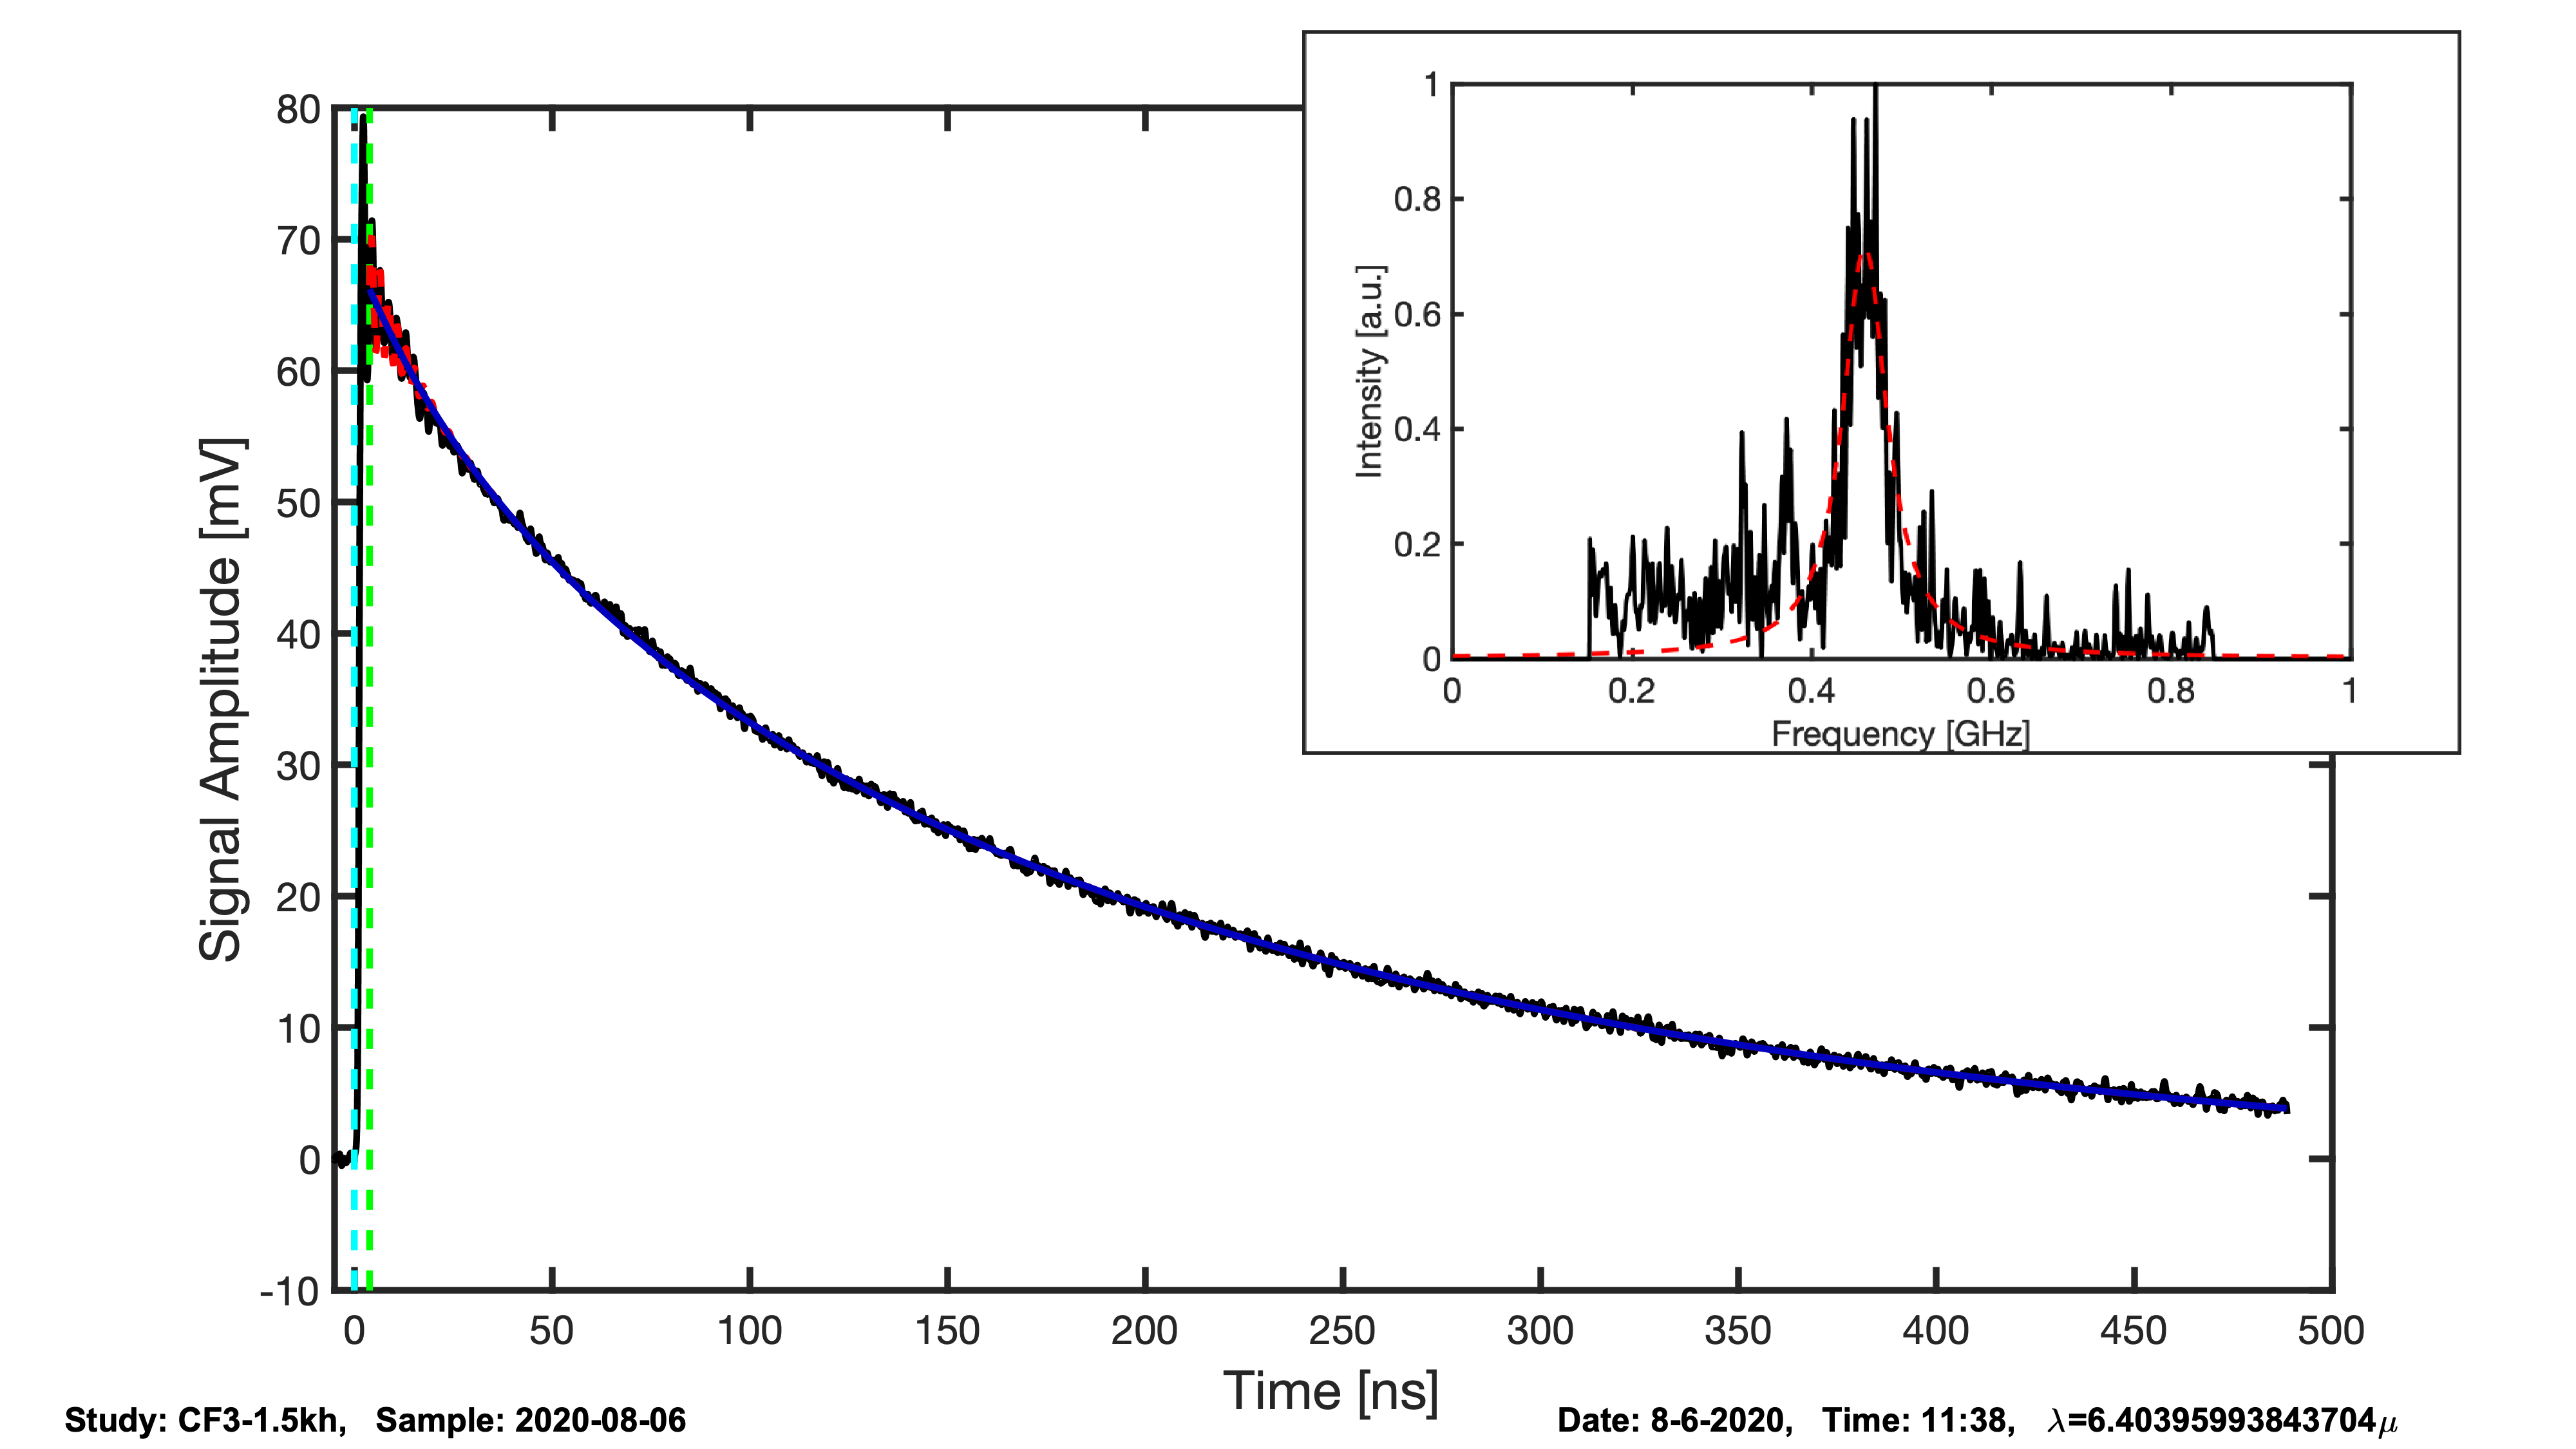 80
70
60
50
40
30
20
10
0
-10
Signal Amplitude [mV]
0 50 100 150 200 250 300 350 400 450 500
Time [ns]
1
0.8
0.6
0.4
0.2
0
Intensity [a.u.]
0 0.2 0.4 0.6 0.8 1
Frequency [GHz]
Study: CF3-1.5kh, Sample: 2020-08-06
Date: 8-6-2020, Time: 11:38, λ=6.40395993843704μ